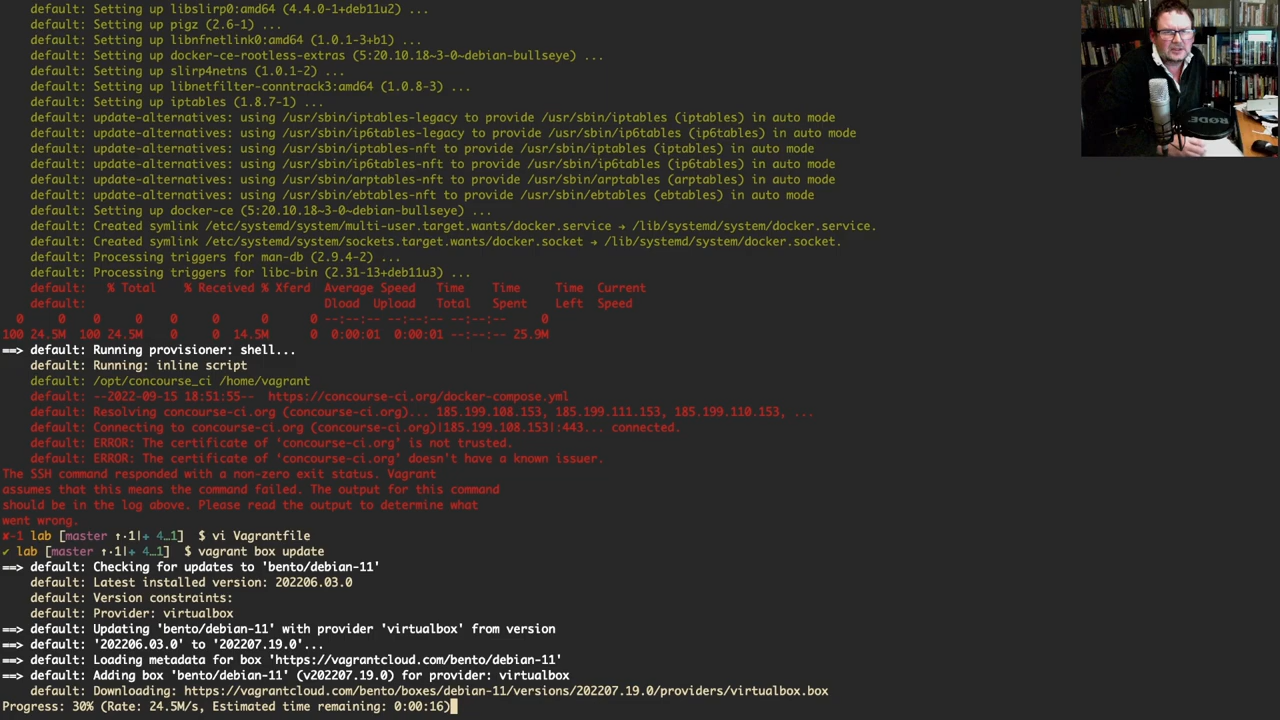 default: Setting up libslirp0:amd64 (4.4.0-1+deb11u2) ...
default: Setting up pigz (2.6-1) ...
default: Setting up libnfnetlink0:amd64 (1.0.1-3+b1) ...
default: Setting up docker-ce-rootless-extras (5:20.10.18~3-0~debian-bullseye) ...
default: Setting up slirp4netns (1.0.1-2) ...
default: Setting up libnetfilter-conntrack3:amd64 (1.0.8-3) ...
default: Setting up iptables (1.8.7-1) ...
default: update-alternatives: using /usr/sbin/iptables-legacy to provide /usr/sbin/iptables (iptables) in auto mode
default: update-alternatives: using /usr/sbin/ip6tables-legacy to provide /usr/sbin/ip6tables (ip6tables) in auto mode
default: update-alternatives: using /usr/sbin/iptables-nft to provide /usr/sbin/iptables (iptables) in auto mode
default: update-alternatives: using /usr/sbin/ip6tables-nft to provide /usr/sbin/ip6tables (ip6tables) in auto mode
default: update-alternatives: using /usr/sbin/arptables-nft to provide /usr/sbin/arptables (arptables) in auto mode
default: update-alternatives: using /usr/sbin/ebtables-nft to provide /usr/sbin/ebtables (ebtables) in auto mode
default: Setting up docker-ce (5:20.10.18~3-0~debian-bullseye) ...
default: Created symlink /etc/systemd/system/multi-user.target.wants/docker.service → /lib/systemd/system/docker.service.
default: Created symlink /etc/systemd/system/sockets.target.wants/docker.socket → /lib/systemd/system/docker.socket.
default: Processing triggers for man-db (2.9.4-2) ...
default: Processing triggers for libc-bin (2.31-13+deb11u3) ...
default: % Total % Received % Xferd Average Speed Time Time Time Current
default: Dload Upload Total Spent Left Speed
0 0 0 0 0 0 0 0 --:--:-- --:--:-- --:--:-- 0
100 24.5M 100 24.5M 0 0 14.5M 0 0:00:01 0:00:01 --:--:-- 25.9M
==> default: Running provisioner: shell...
default: Running: inline script
default: /opt/concourse_ci /home/vagrant
default: --2022-09-15 18:51:55-- https://concourse-ci.org/docker-compose.yml
default: Resolving concourse-ci.org (concourse-ci.org)... 185.199.108.153, 185.199.111.153, 185.199.110.153, ...
default: Connecting to concourse-ci.org (concourse-ci.org)|185.199.108.153|:443... connected.
default: ERROR: The certificate of 'concourse-ci.org' is not trusted.
default: ERROR: The certificate of 'concourse-ci.org' doesn't have a known issuer.
The SSH command responded with a non-zero exit status. Vagrant
assumes that this means the command failed. The output for this command
should be in the log above. Please read the output to determine what
went wrong.
✘-1 lab [master ↑·1|+ 4…1] $ vi Vagrantfile
✔ lab [master ↑·1|+ 4…1] $ vagrant box update
==> default: Checking for updates to 'bento/debian-11'
default: Latest installed version: 202206.03.0
default: Version constraints:
default: Provider: virtualbox
==> default: Updating 'bento/debian-11' with provider 'virtualbox' from version
==> default: '202206.03.0' to '202207.19.0'...
==> default: Loading metadata for box 'https://vagrantcloud.com/bento/debian-11'
==> default: Adding box 'bento/debian-11' (v202207.19.0) for provider: virtualbox
default: Downloading: https://vagrantcloud.com/bento/boxes/debian-11/versions/202207.19.0/providers/virtualbox.box
Progress: 30% (Rate: 24.5M/s, Estimated time remaining: 0:00:16)
RODE